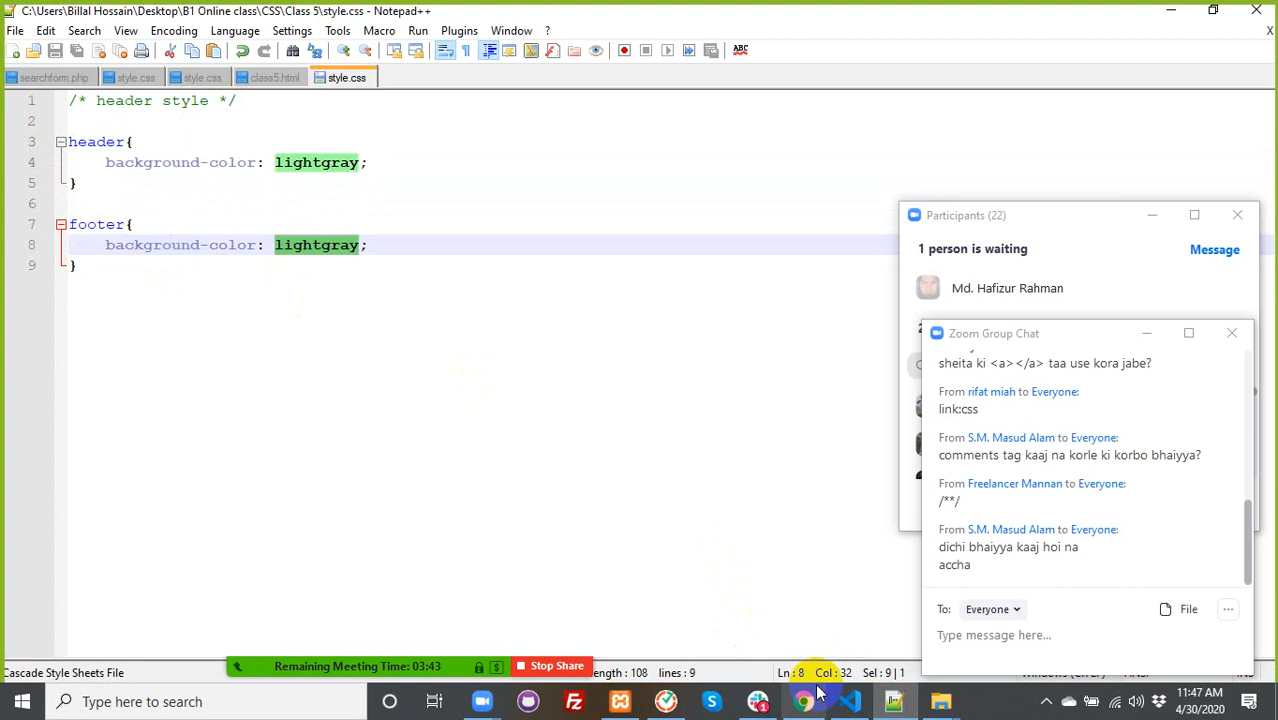 C:\Users\Billal Hossain\Desktop\B1 Online class\CSS\Class 5\style.css - Notepad++
File Edit Search View Encoding Language Settings Tools Macro Run Plugins Window ? X
searchform.php style.css style.css class5.html style.css
1 /* header style */
2
3 header{
4 background-color: lightgray;
5 }
6
7 footer{
8 background-color: lightgray;
9 }
Participants (22)
1 person is waiting Message
Md. Hafizur Rahman
Zoom Group Chat
sheita ki <a></a> taa use kora jabe?
From rifat miah to Everyone:
link:css
From S.M. Masud Alam to Everyone:
comments tag kaaj na korle ki korbo bhaiyya?
From Freelancer Mannan to Everyone:
/**/
From S.M. Masud Alam to Everyone:
dichi bhaiyya kaaj hoi na
accha
To: Everyone File
Type message here...
Remaining Meeting Time: 03:43 Stop Share
Cascade Style Sheets File length : 108 lines : 9 Ln : 8 Col : 32 Sel : 9 | 1
Type here to search
11:47 AM
4/30/2020